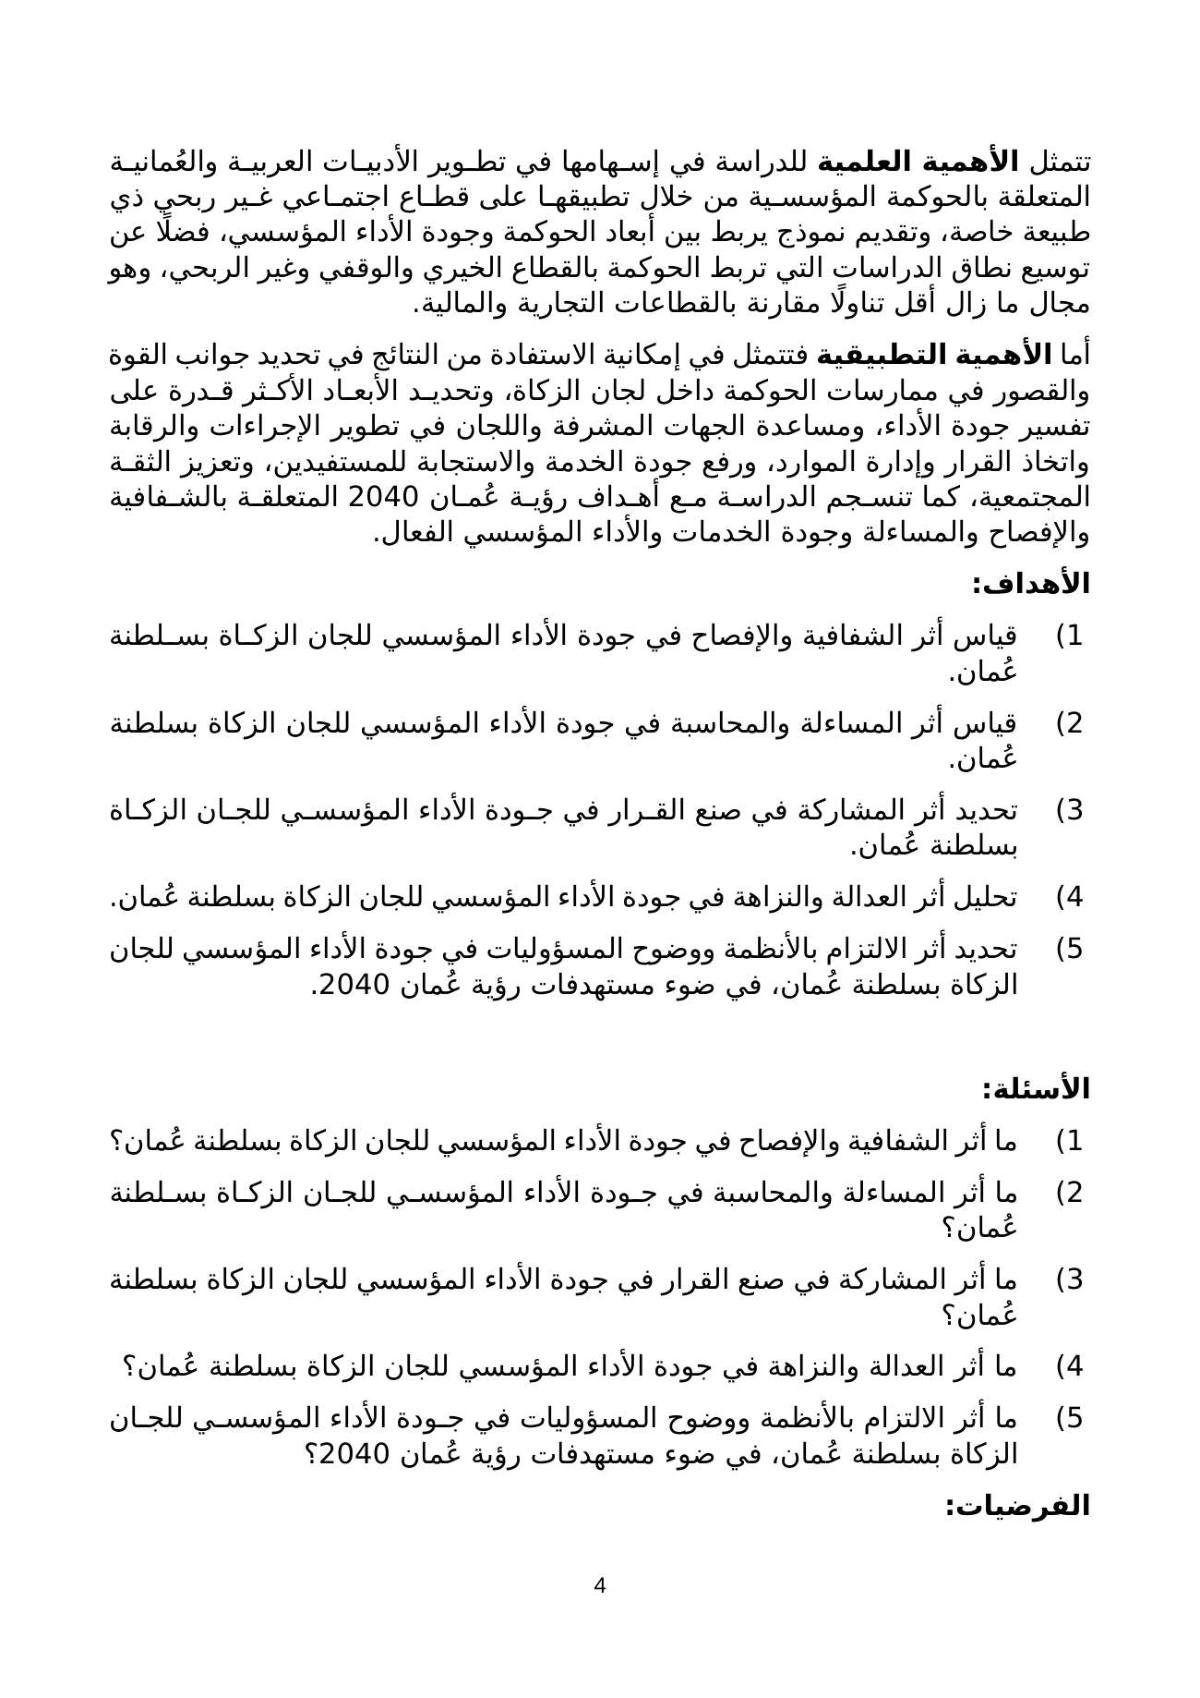 تتمثل الأهمية العلمية للدراسة في إسهامها في تطوير الأدبيات العربية والعُمانية
المتعلقة بالحوكمة المؤسسية من خلال تطبيقها على قطاع اجتماعي غير ربحي ذي
طبيعة خاصة، وتقديم نموذج يربط بين أبعاد الحوكمة وجودة الأداء المؤسسي، فضلًا عن
توسيع نطاق الدراسات التي تربط الحوكمة بالقطاع الخيري والوقفي وغير الربحي، وهو
مجال ما زال أقل تناولًا مقارنة بالقطاعات التجارية والمالية.
أما الأهمية التطبيقية فتتمثل في إمكانية الاستفادة من النتائج في تحديد جوانب القوة
والقصور في ممارسات الحوكمة داخل لجان الزكاة، وتحديد الأبعاد الأكثر قدرة على
تفسير جودة الأداء، ومساعدة الجهات المشرفة واللجان في تطوير الإجراءات والرقابة
واتخاذ القرار وإدارة الموارد، ورفع جودة الخدمة والاستجابة للمستفيدين، وتعزيز الثقة
المجتمعية، كما تنسجم الدراسة مع أهداف رؤية عُمان 2040 المتعلقة بالشفافية
والإفصاح والمساءلة وجودة الخدمات والأداء المؤسسي الفعال.
الأهداف:
1) قياس أثر الشفافية والإفصاح في جودة الأداء المؤسسي للجان الزكاة بسلطنة
عُمان.
2) قياس أثر المساءلة والمحاسبة في جودة الأداء المؤسسي للجان الزكاة بسلطنة
عُمان.
3) تحديد أثر المشاركة في صنع القرار في جودة الأداء المؤسسي للجان الزكاة
بسلطنة عُمان.
4) تحليل أثر العدالة والنزاهة في جودة الأداء المؤسسي للجان الزكاة بسلطنة عُمان.
5) تحديد أثر الالتزام بالأنظمة ووضوح المسؤوليات في جودة الأداء المؤسسي للجان
الزكاة بسلطنة عُمان، في ضوء مستهدفات رؤية عُمان 2040.
الأسئلة:
1) ما أثر الشفافية والإفصاح في جودة الأداء المؤسسي للجان الزكاة بسلطنة عُمان؟
2) ما أثر المساءلة والمحاسبة في جودة الأداء المؤسسي للجان الزكاة بسلطنة
عُمان؟
3) ما أثر المشاركة في صنع القرار في جودة الأداء المؤسسي للجان الزكاة بسلطنة
عُمان؟
4) ما أثر العدالة والنزاهة في جودة الأداء المؤسسي للجان الزكاة بسلطنة عُمان؟
5) ما أثر الالتزام بالأنظمة ووضوح المسؤوليات في جودة الأداء المؤسسي للجان
الزكاة بسلطنة عُمان، في ضوء مستهدفات رؤية عُمان 2040؟
الفرضيات:
4